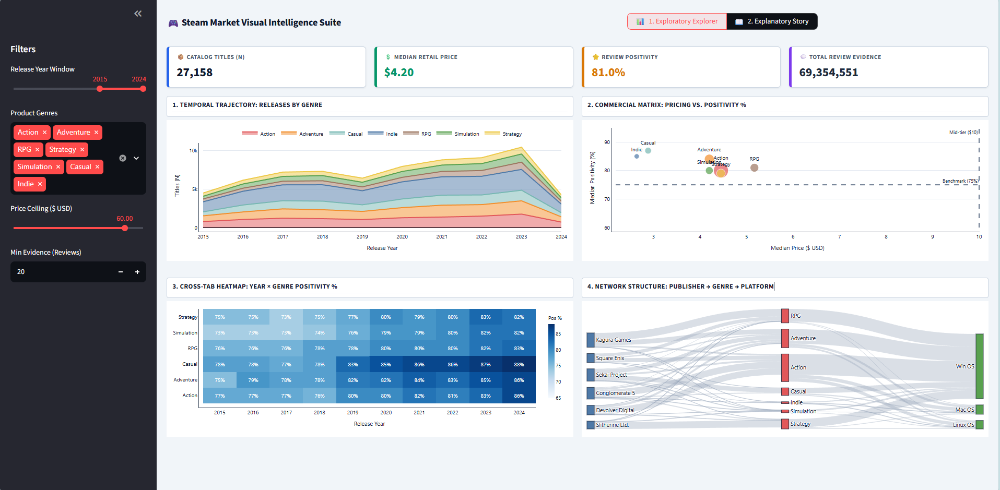 Filters
Release Year Window
2015 2024
Product Genres
Action × Adventure ×
RPG × Strategy ×
Simulation × Casual ×
Indie ×
Price Ceiling ($ USD)
60.00
Min Evidence (Reviews)
20 − +
Steam Market Visual Intelligence Suite
1. Exploratory Explorer 2. Explanatory Story
CATALOG TITLES (N)
27,158
MEDIAN RETAIL PRICE
$4.20
REVIEW POSITIVITY
81.0%
TOTAL REVIEW EVIDENCE
69,354,551
1. TEMPORAL TRAJECTORY: RELEASES BY GENRE
Action Adventure Casual Indie RPG Simulation Strategy
10k
5k
0
Titles (N)
2015 2016 2017 2018 2019 2020 2021 2022 2023 2024
Release Year
2. COMMERCIAL MATRIX: PRICING VS. POSITIVITY %
Mid-tier ($10)
90
80
70
60
Median Positivity (%)
Casual
Indie
Adventure
Action
RPG
Simulation
Strategy
Benchmark (75%)
3 4 5 6 7 8 9 10
Median Price ($ USD)
3. CROSS-TAB HEATMAP: YEAR × GENRE POSITIVITY %
Strategy 75% 75% 73% 75% 77% 80% 79% 80% 83% 82%
Simulation 73% 73% 73% 74% 76% 79% 79% 80% 82% 82%
RPG 76% 76% 76% 78% 78% 80% 80% 80% 82% 83%
Casual 78% 78% 77% 78% 83% 85% 86% 86% 87% 88%
Adventure 75% 79% 78% 78% 82% 82% 84% 83% 85% 86%
Action 77% 77% 77% 76% 80% 80% 82% 81% 83% 86%
2015 2016 2017 2018 2019 2020 2021 2022 2023 2024
Release Year
Pos %
85
80
75
70
65
4. NETWORK STRUCTURE: PUBLISHER → GENRE → PLATFORM
Kagura Games
Square Enix
Sekai Project
Conglomerate 5
Devolver Digital
Slitherine Ltd.
RPG
Adventure
Action
Casual
Indie
Simulation
Strategy
Win OS
Mac OS
Linux OS